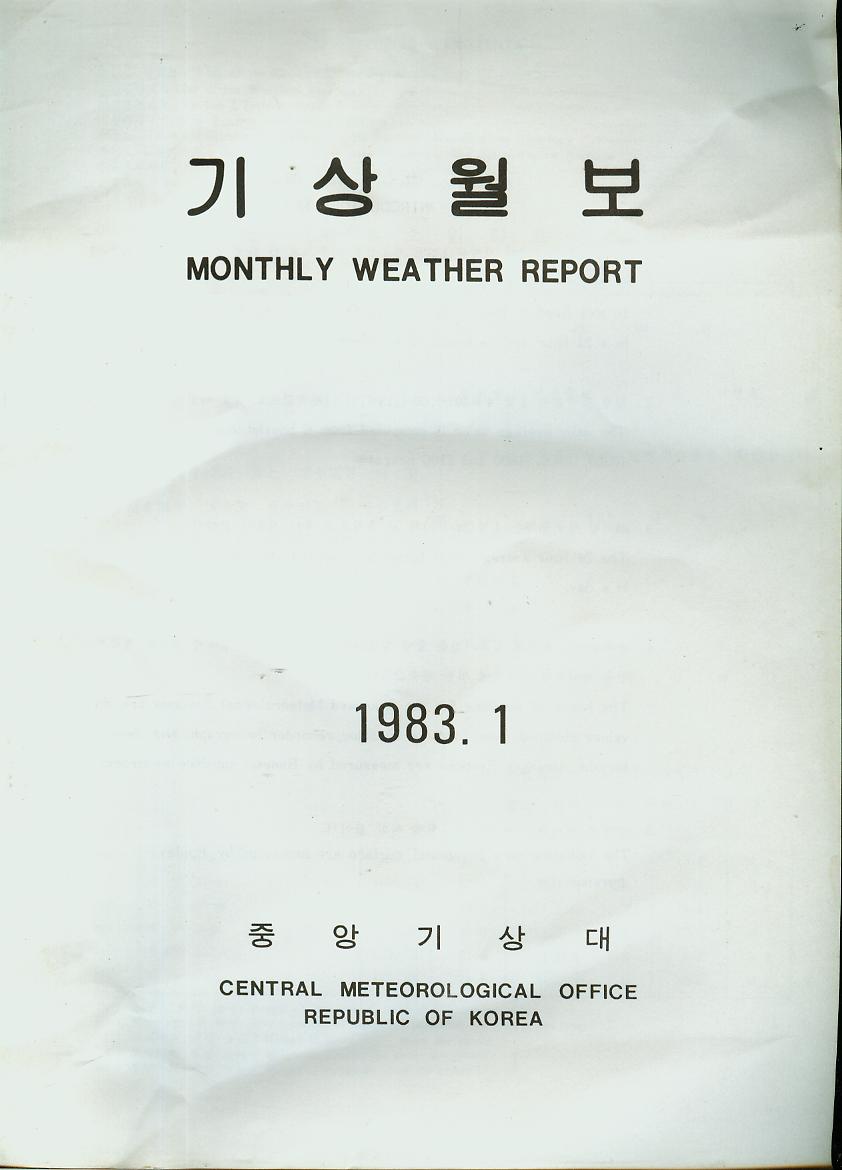 기상월보
MONTHLY WEATHER REPORT
1983. 1
중앙기상대
CENTRAL METEOROLOGICAL OFFICE
REPUBLIC OF KOREA